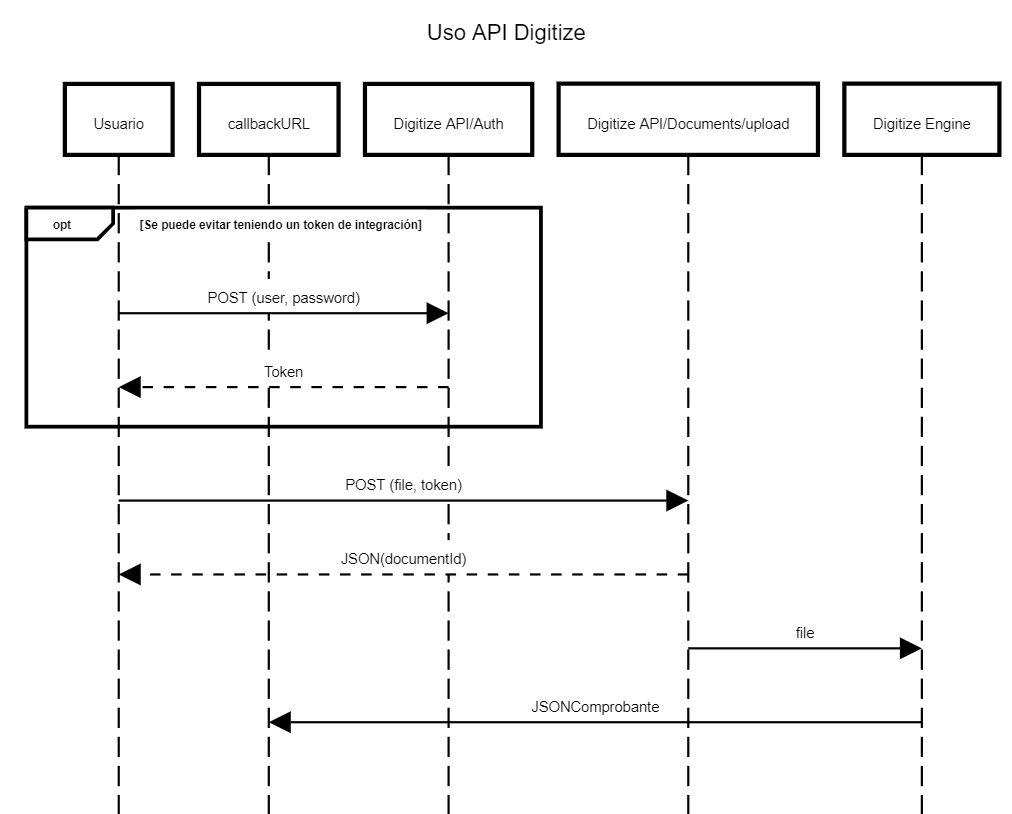 Uso API Digitize
Usuario
callbackURL
Digitize API/Auth
Digitize API/Documents/upload
Digitize Engine
opt
[Se puede evitar teniendo un token de integración]
POST (user, password)
Token
POST (file, token)
JSON(documentId)
file
JSONComprobante